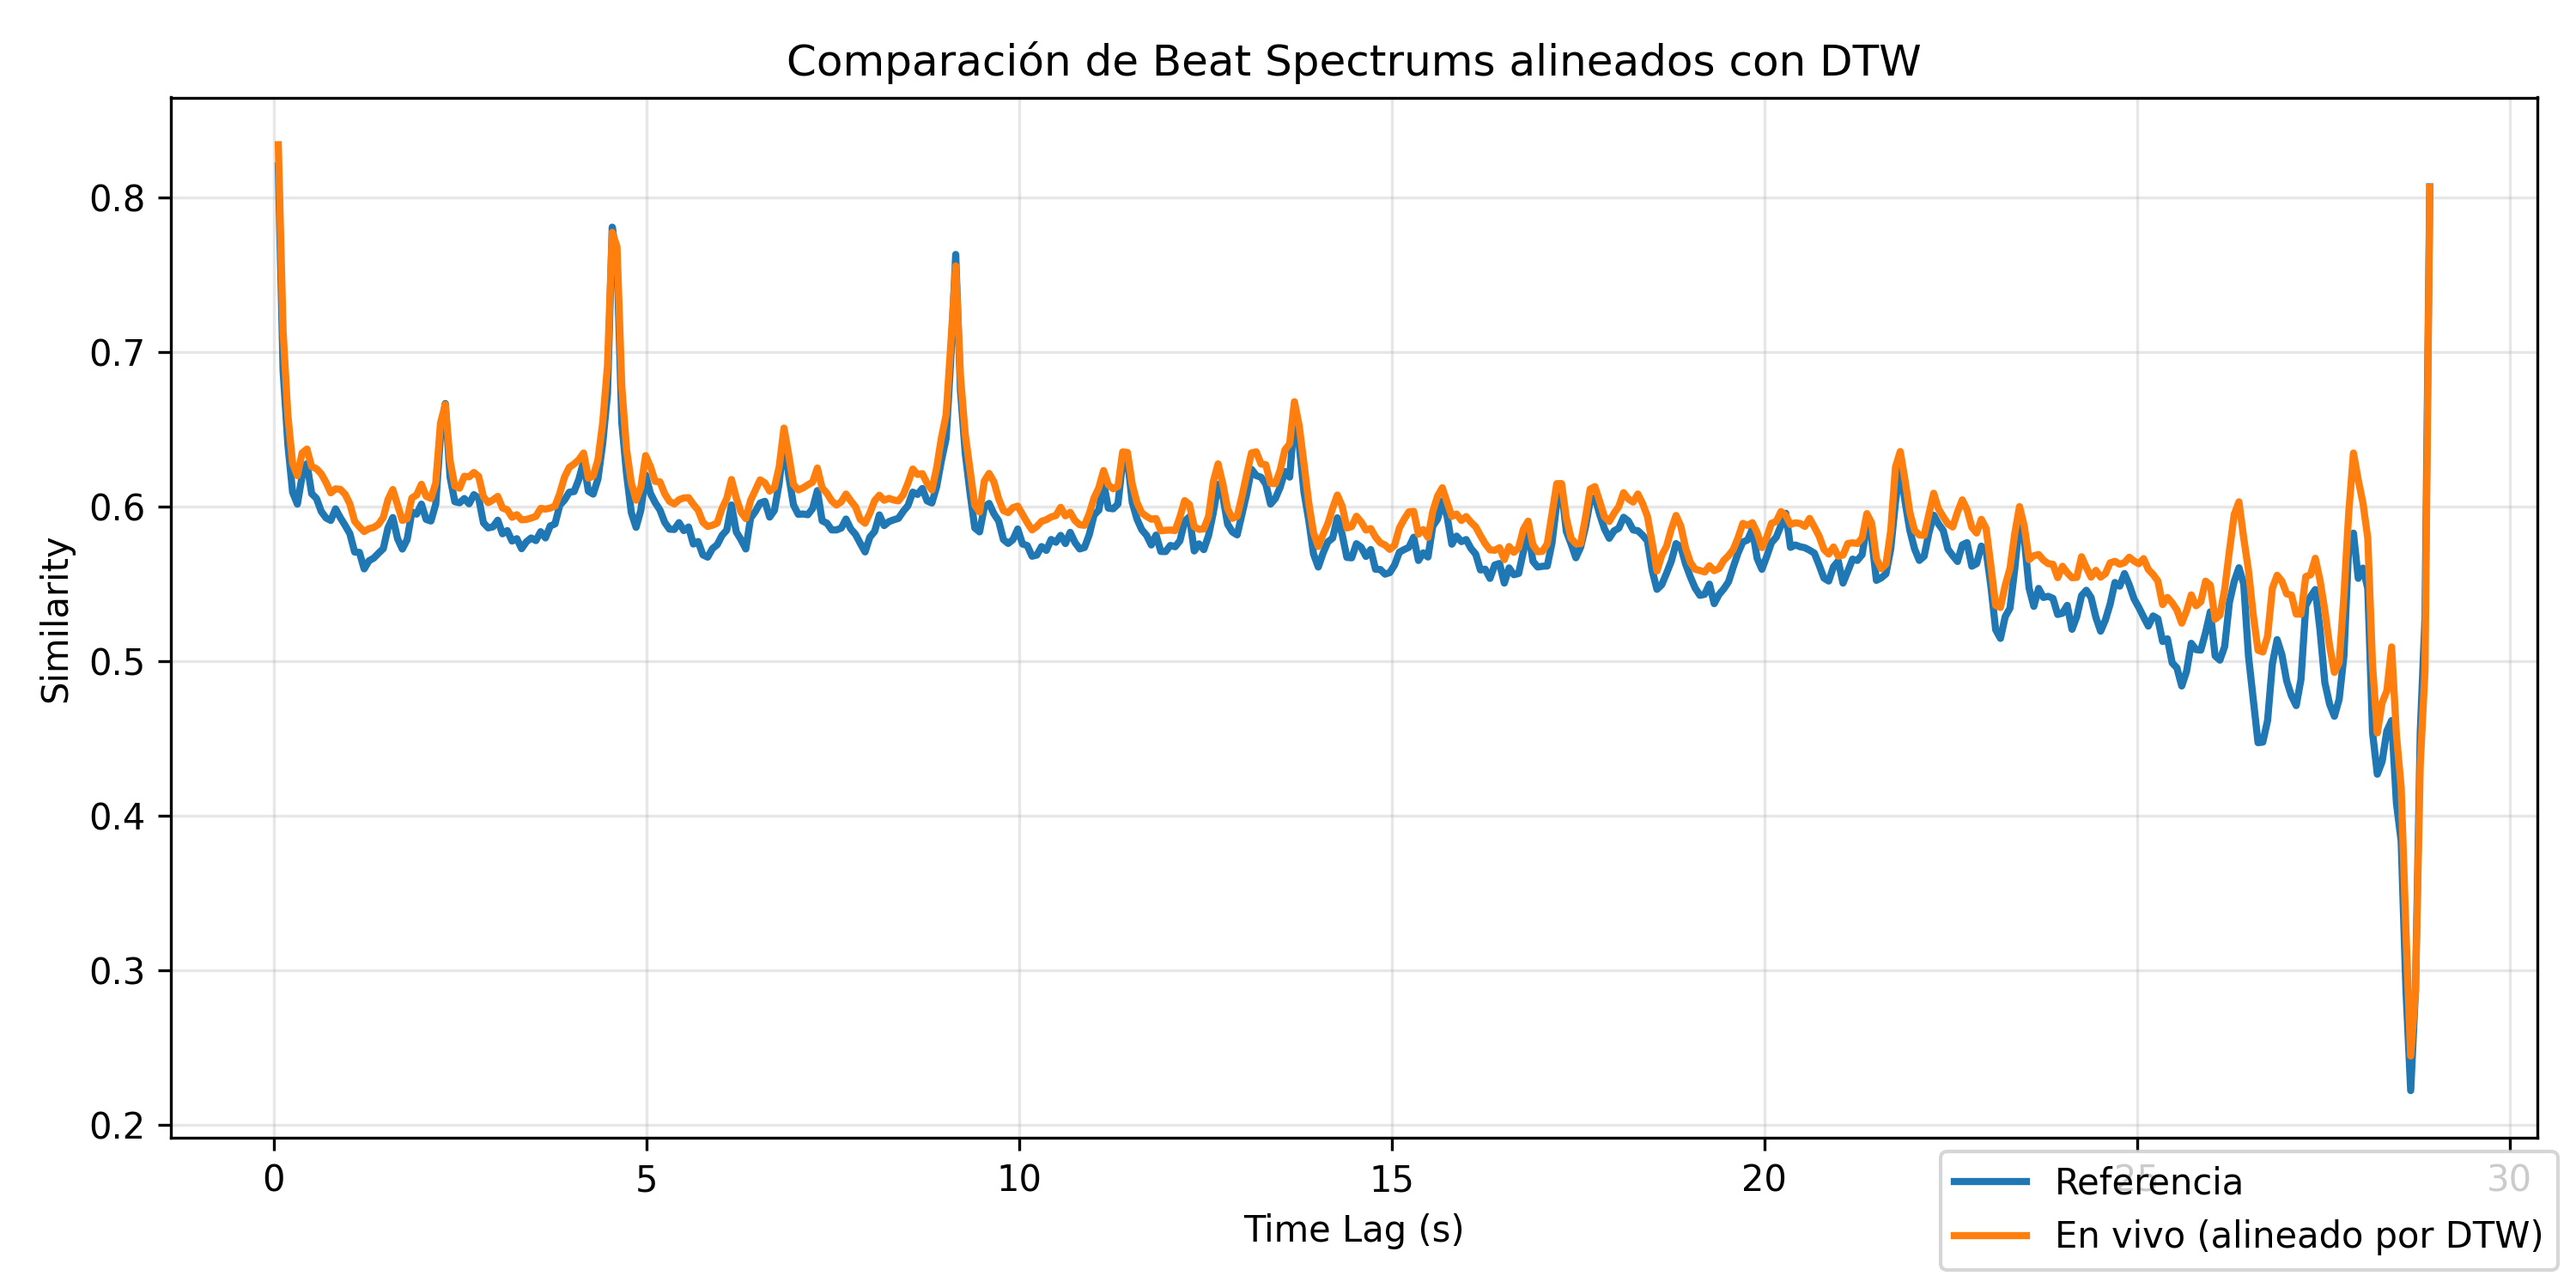 Comparación de Beat Spectrums alineados con DTW
0.8
0.7
0.6
0.5
0.4
0.3
0.2
Similarity
0 5 10 15 20 25 30
Time Lag (s)
Referencia
En vivo (alineado por DTW)